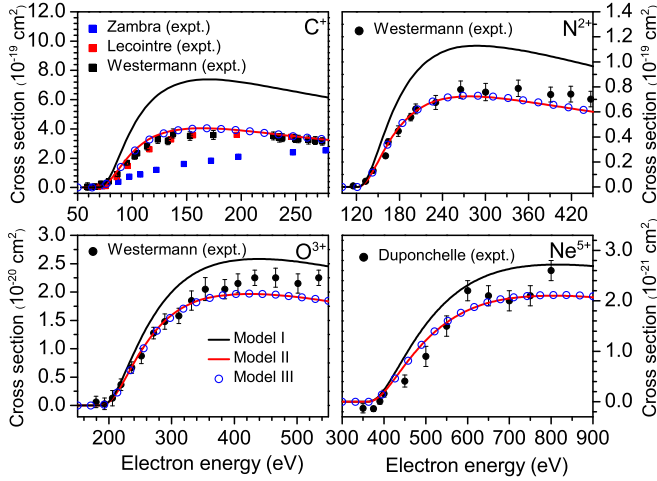 12.0
10.0
8.0
6.0
4.0
2.0
0.0
Cross section (10⁻¹⁹ cm²)
Zambra (expt.)
Lecointre (expt.)
Westermann (expt.)
C⁺
50 100 150 200 250
Westermann (expt.)
N²⁺
1.4
1.2
1.0
0.8
0.6
0.4
0.2
0.0
Cross section (10⁻¹⁹ cm²)
120 180 240 300 360 420
3.0
2.5
2.0
1.5
1.0
0.5
0.0
Cross section (10⁻²⁰ cm²)
Westermann (expt.)
O³⁺
Model I
Model II
Model III
200 300 400 500
Electron energy (eV)
Duponchelle (expt.)
Ne⁵⁺
3.0
2.0
1.0
0.0
Cross section (10⁻²¹ cm²)
300 400 500 600 700 800 900
Electron energy (eV)